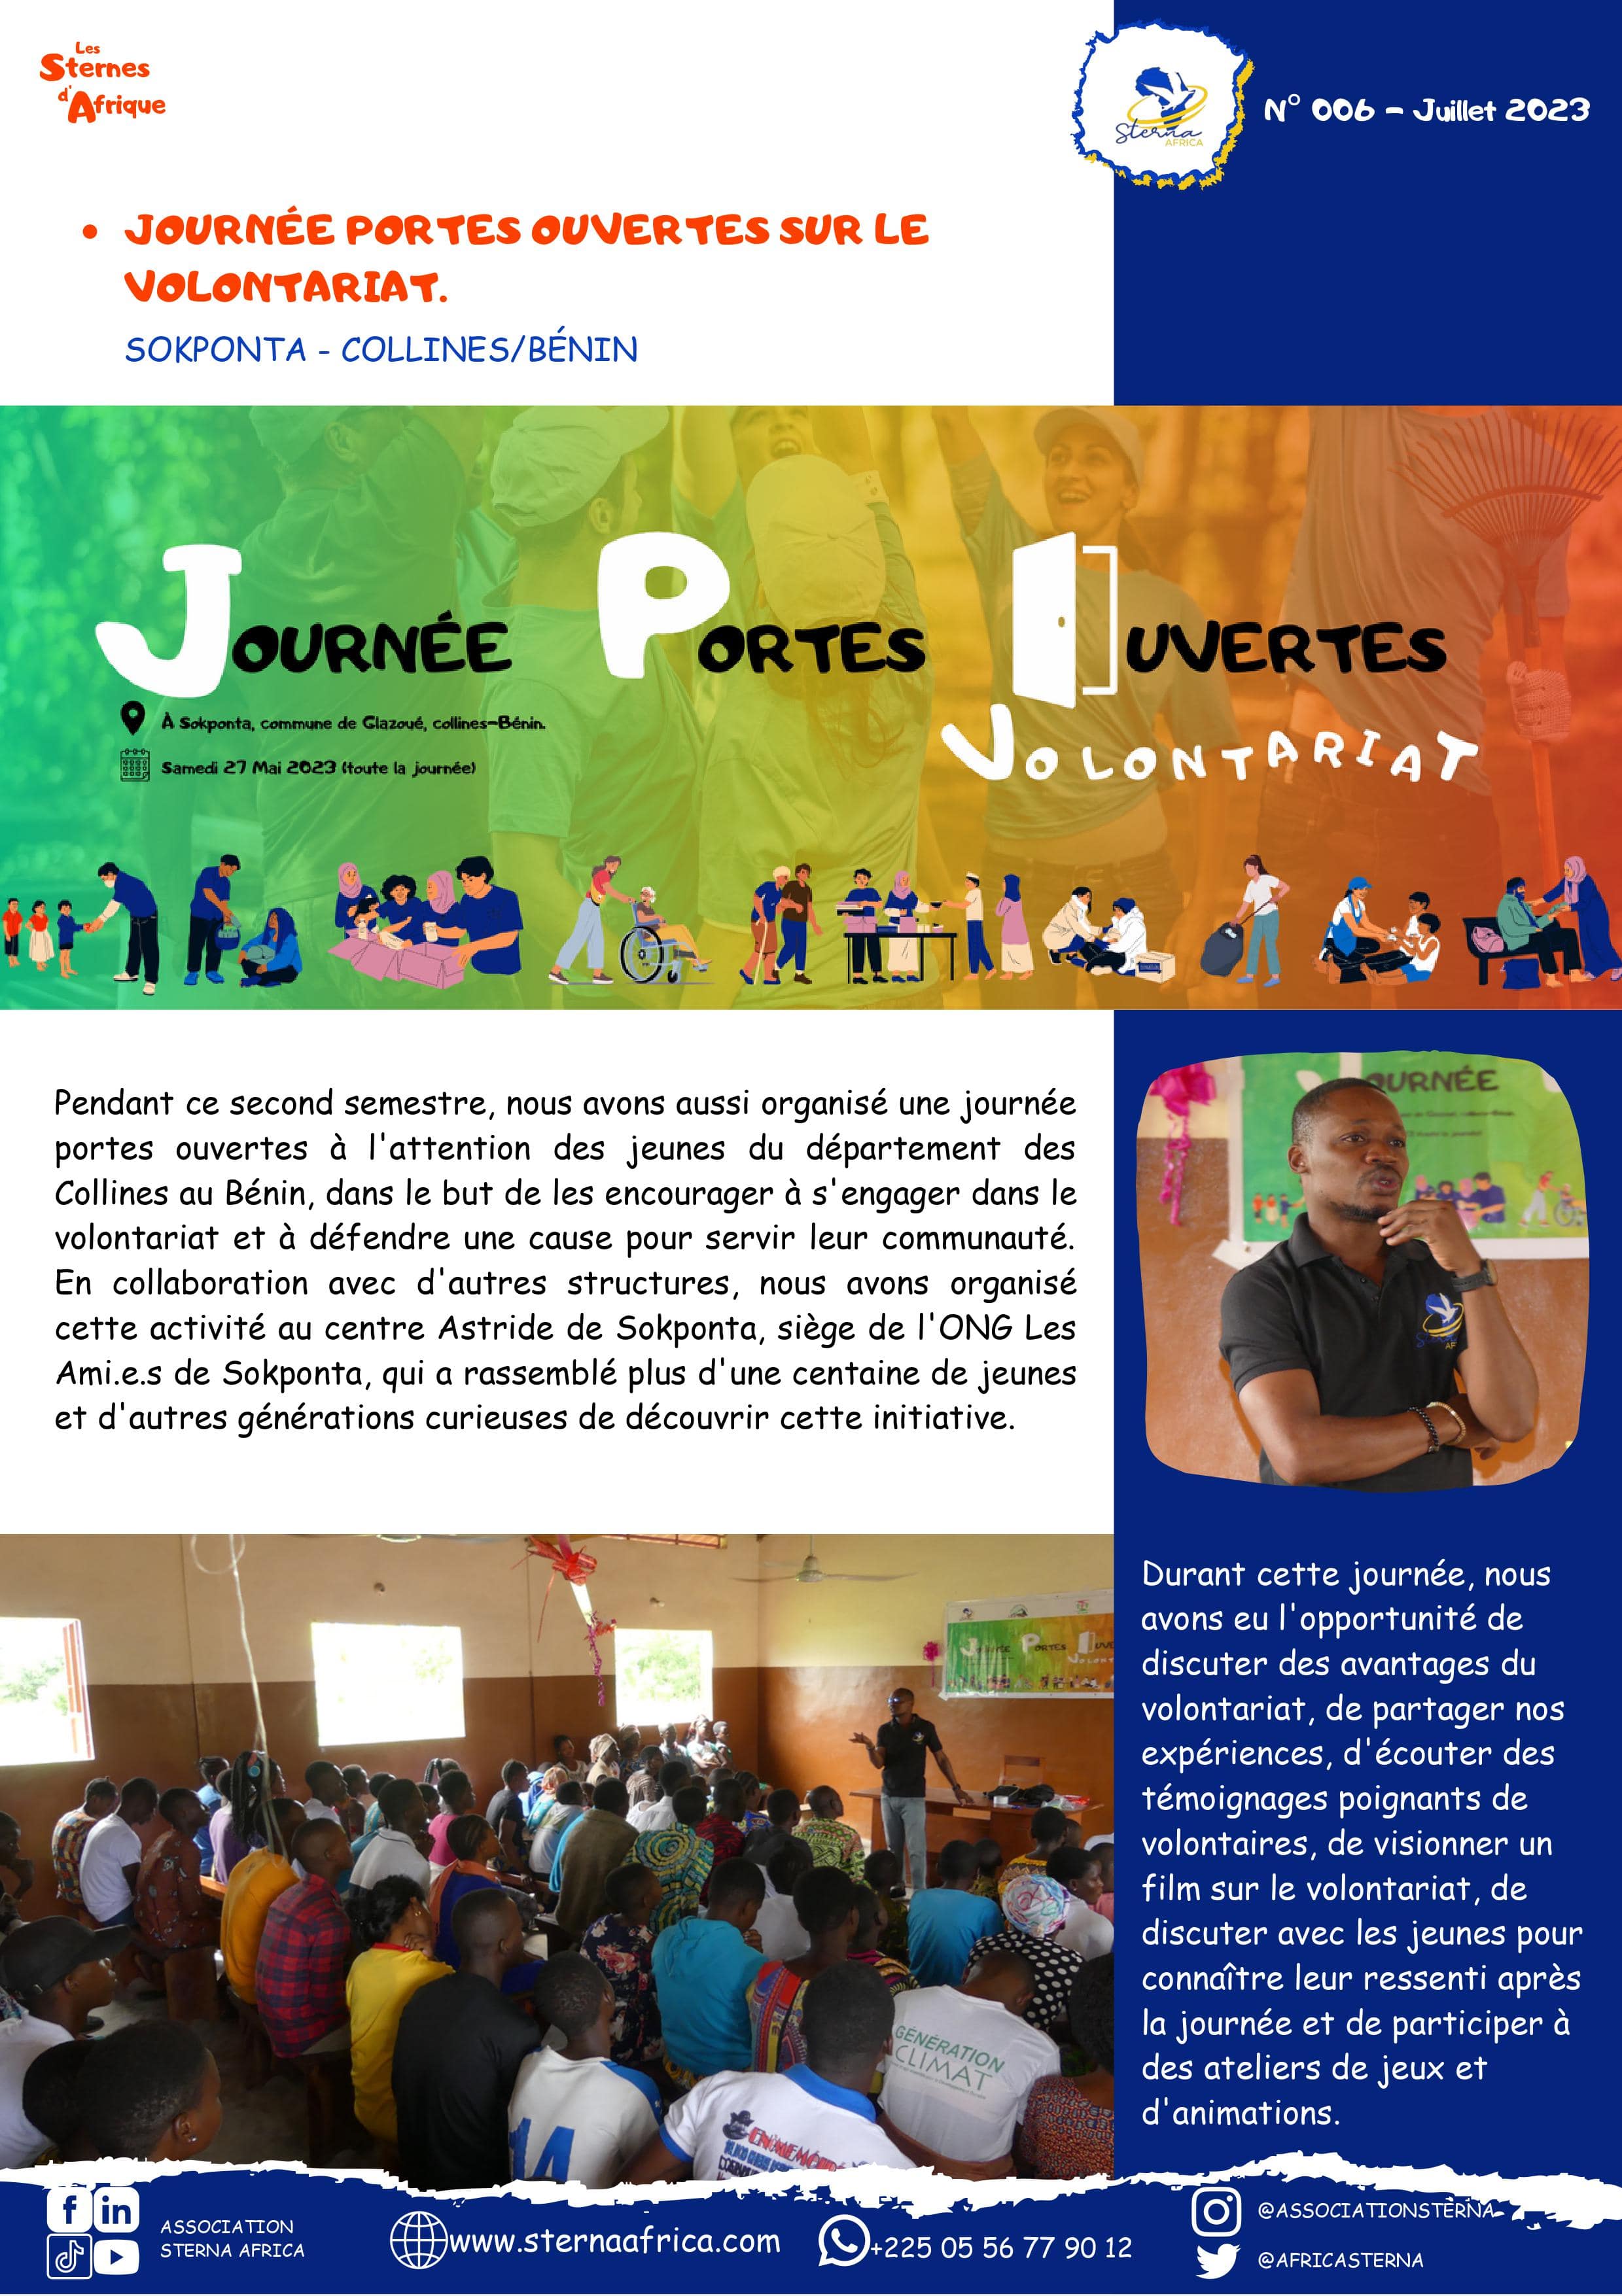 Les
Sternes
d'Afrique
Sterna
AFRICA
N° 006 - Juillet 2023
• JOURNÉE PORTES OUVERTES SUR LE
VOLONTARIAT.
SOKPONTA - COLLINES/BÉNIN
JOURNÉE PORTES OUVERTES
VOLONTARIAT
À Sokponta, commune de Glazoué, collines-Bénin.
Samedi 27 Mai 2023 (toute la journée)
Pendant ce second semestre, nous avons aussi organisé une journée
portes ouvertes à l'attention des jeunes du département des
Collines au Bénin, dans le but de les encourager à s'engager dans le
volontariat et à défendre une cause pour servir leur communauté.
En collaboration avec d'autres structures, nous avons organisé
cette activité au centre Astride de Sokponta, siège de l'ONG Les
Ami.e.s de Sokponta, qui a rassemblé plus d'une centaine de jeunes
et d'autres générations curieuses de découvrir cette initiative.
OURNÉE
Durant cette journée, nous
avons eu l'opportunité de
discuter des avantages du
volontariat, de partager nos
expériences, d'écouter des
témoignages poignants de
volontaires, de visionner un
film sur le volontariat, de
discuter avec les jeunes pour
connaître leur ressenti après
la journée et de participer à
des ateliers de jeux et
d'animations.
JOURNÉE PORTES
GÉNÉRATION
CLIMAT
14
ASSOCIATION
STERNA AFRICA
www.sternaafrica.com
+225 05 56 77 90 12
@ASSOCIATIONSTERNA
@AFRICASTERNA